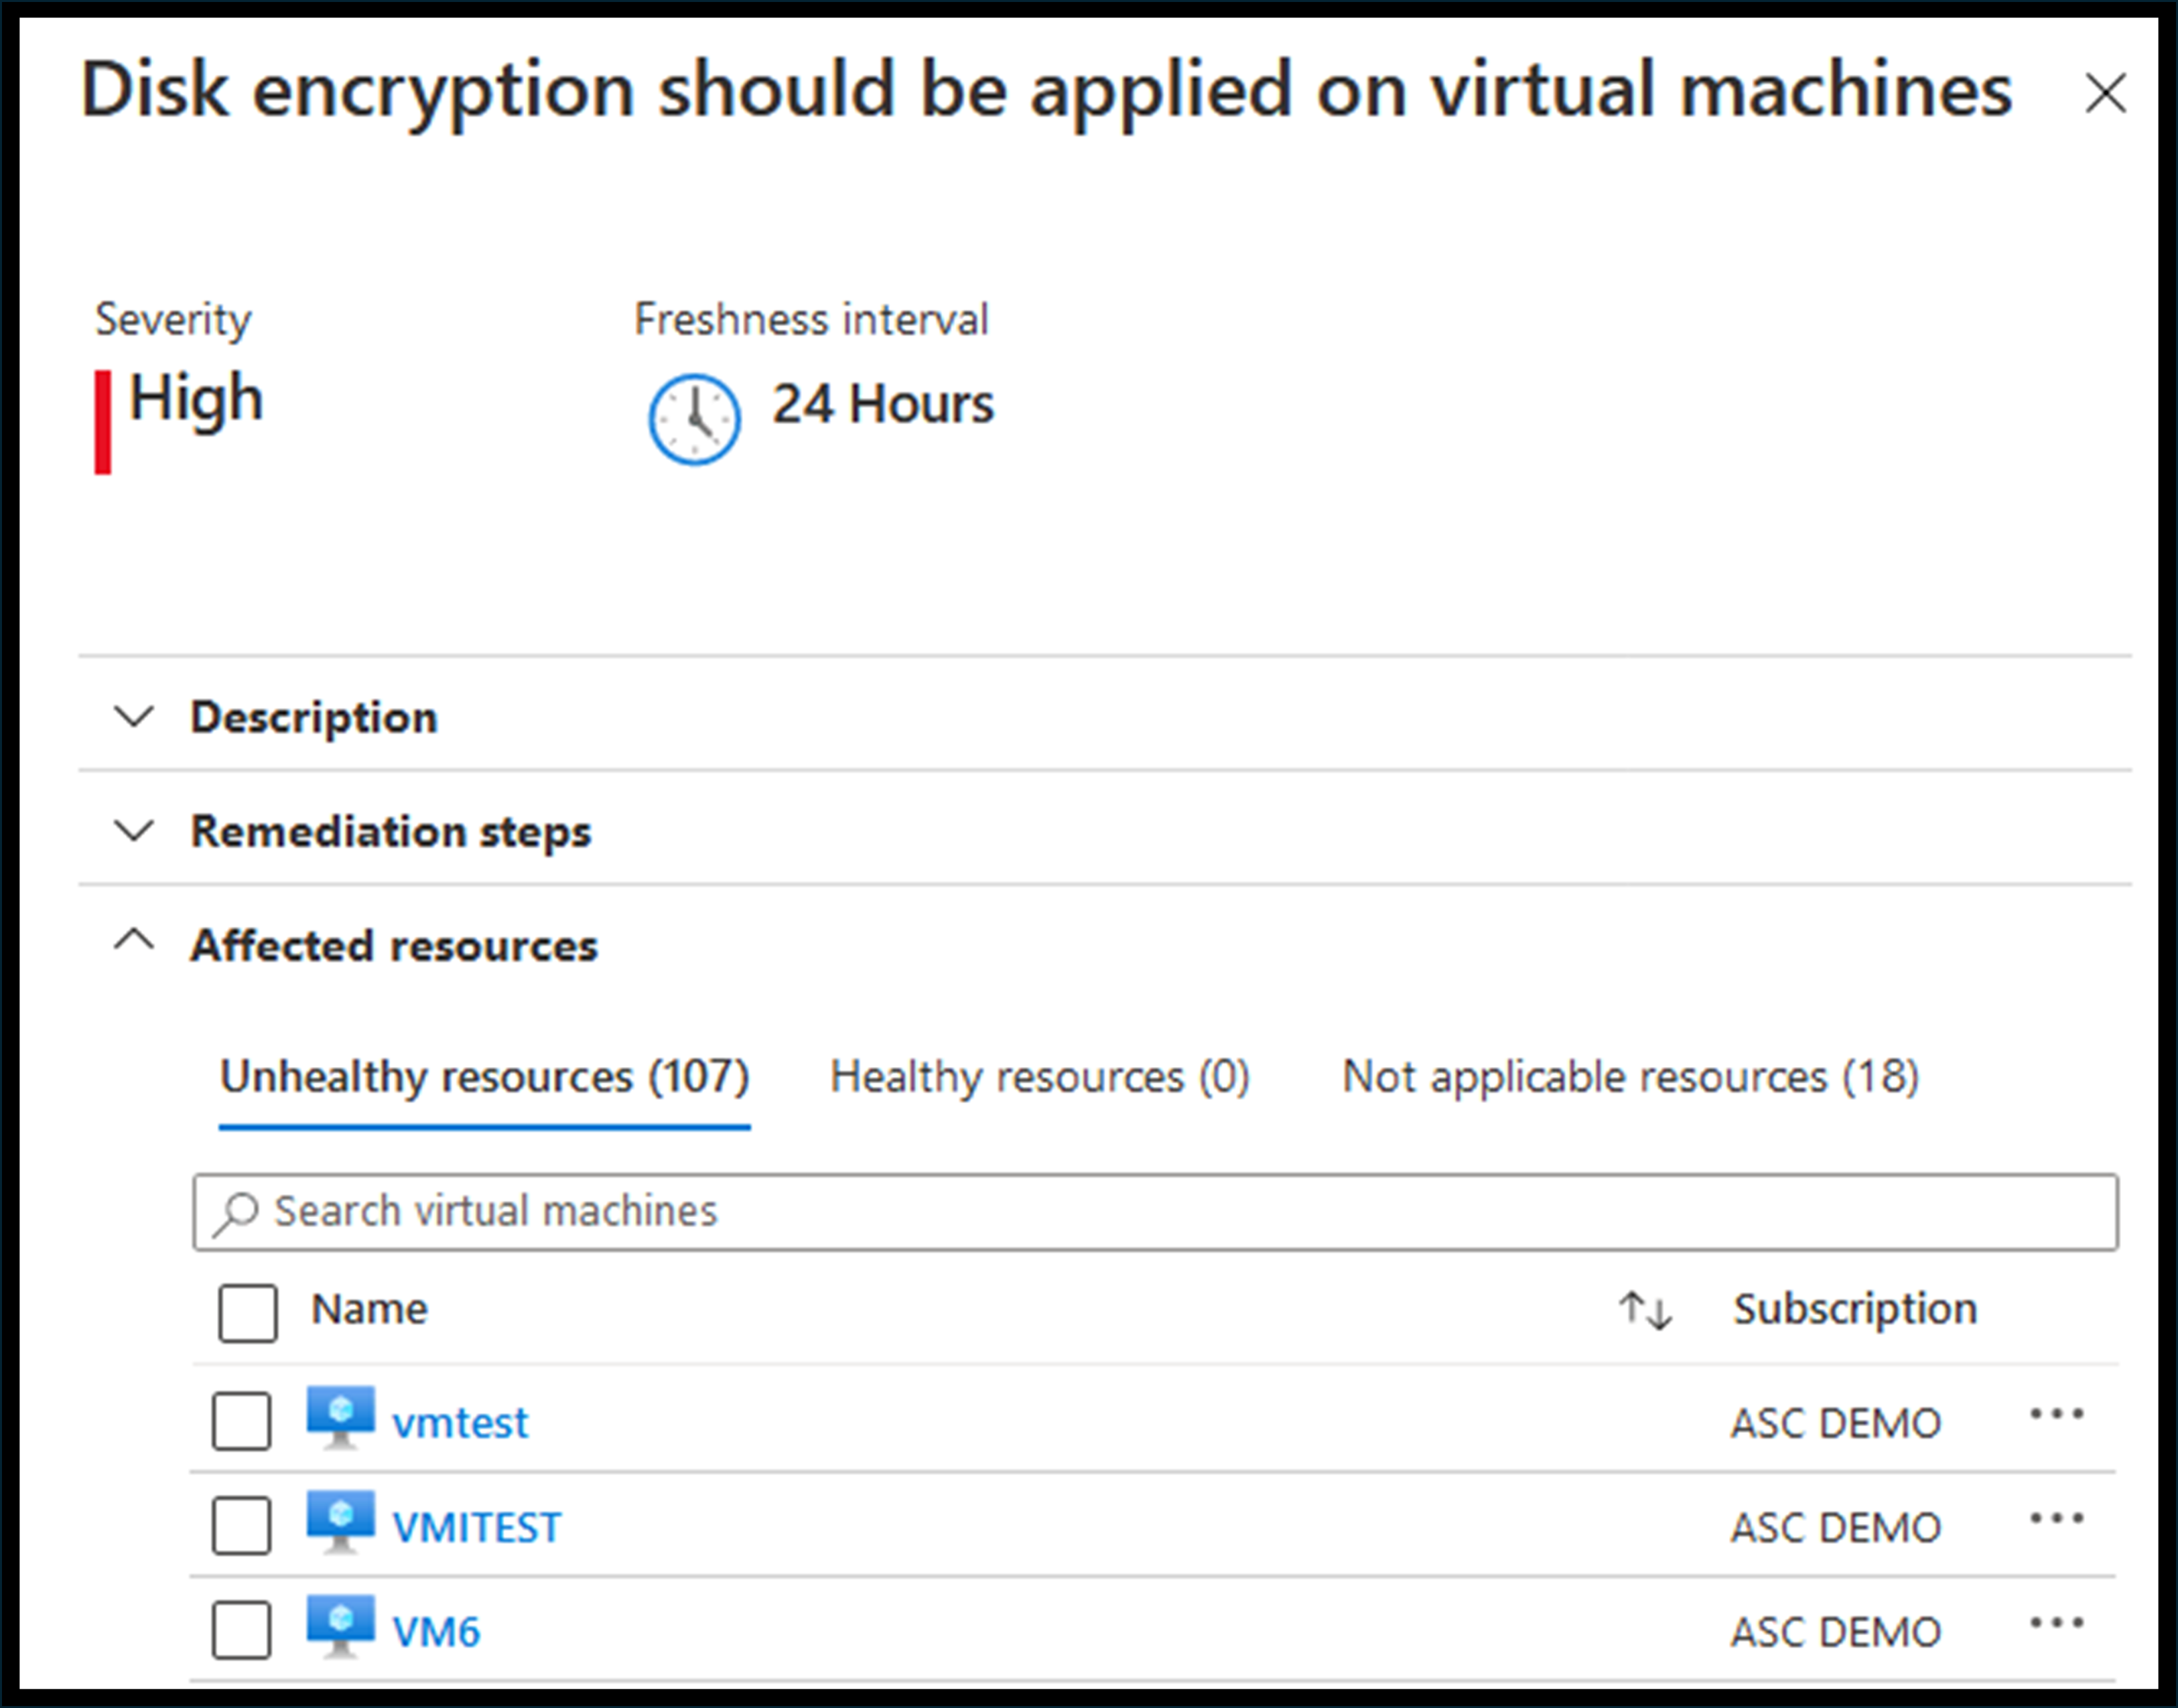 Disk encryption should be applied on virtual machines
Severity
Freshness interval
High
24 Hours
Description
Remediation steps
Affected resources
Unhealthy resources (107)
Healthy resources (0)
Not applicable resources (18)
Search virtual machines
Name
Subscription
vmtest
ASC DEMO
VMITEST
ASC DEMO
VM6
ASC DEMO